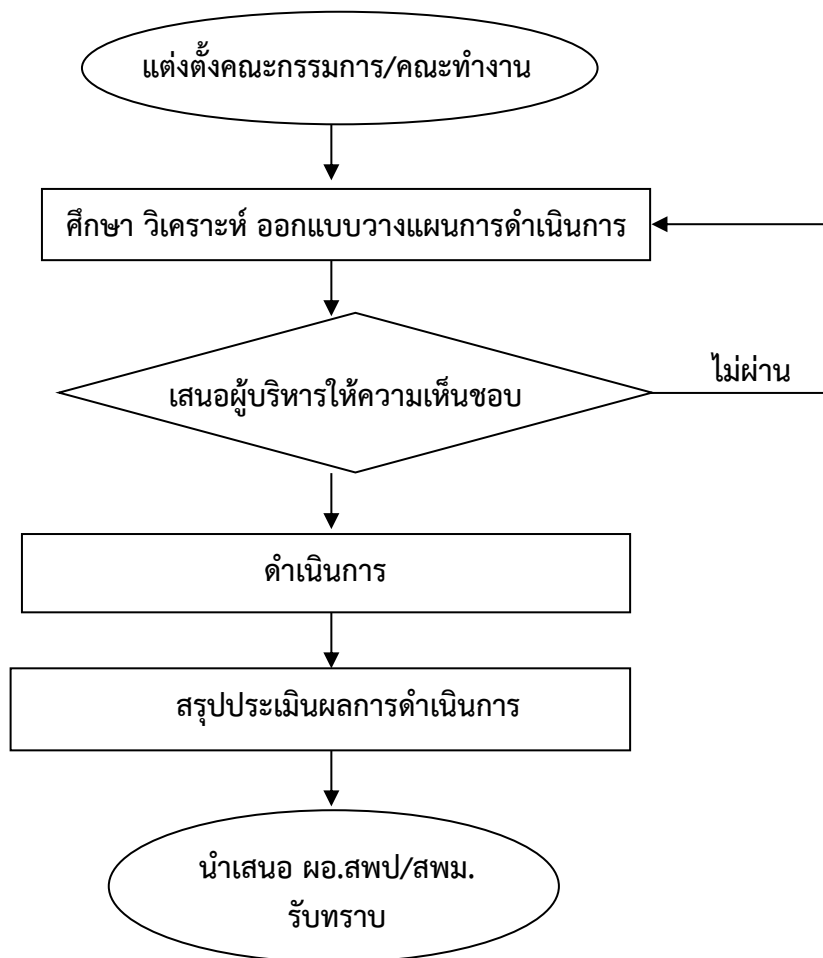 แต่งตั้งคณะกรรมการ/คณะทำงาน
ศึกษา วิเคราะห์ ออกแบบวางแผนการดำเนินการ
เสนอผู้บริหารให้ความเห็นชอบ
ไม่ผ่าน
ดำเนินการ
สรุปประเมินผลการดำเนินการ
นำเสนอ ผอ.สพป/สพม.
รับทราบ